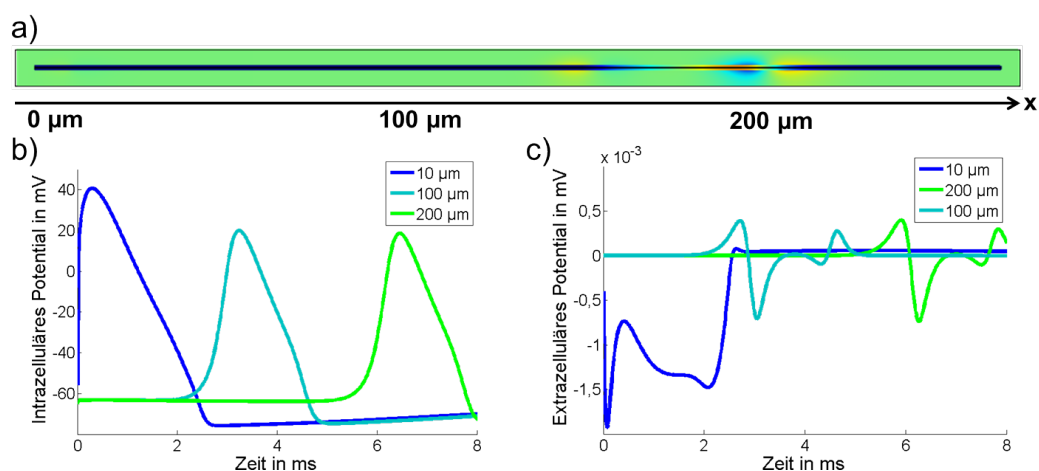 a)
x
0 µm
100 µm
200 µm
b)
Intrazelluläres Potential in mV
40
20
0
-20
-40
-60
0
2
4
6
8
Zeit in ms
10 µm
100 µm
200 µm
c)
x 10⁻³
Extrazelluläres Potential in mV
0,5
0
-0,5
-1
-1,5
0
2
4
6
8
Zeit in ms
10 µm
200 µm
100 µm